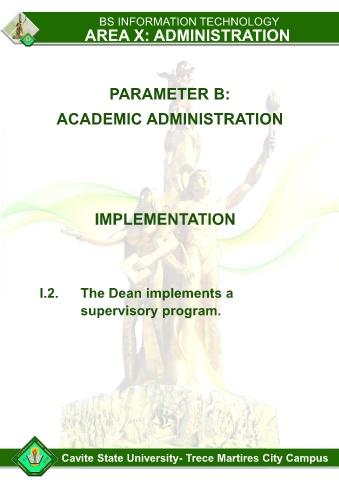 BS INFORMATION TECHNOLOGY
AREA X: ADMINISTRATION
PARAMETER B:
ACADEMIC ADMINISTRATION
IMPLEMENTATION
I.2. The Dean implements a
supervisory program.
Cavite State University- Trece Martires City Campus